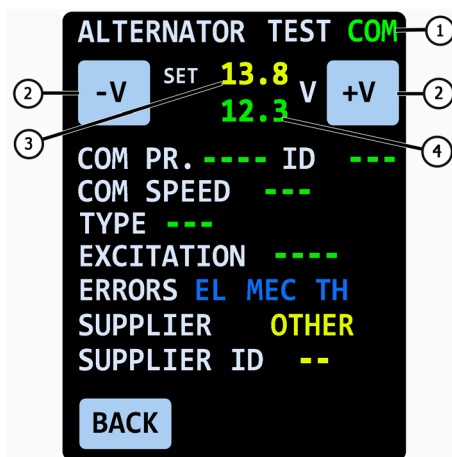 ALTERNATOR TEST COM 1
2 -V SET 13.8 V +V 2
3 12.3 4
COM PR. ---- ID ---
COM SPEED ---
TYPE ---
EXCITATION ----
ERRORS EL MEC TH
SUPPLIER OTHER
SUPPLIER ID --
BACK